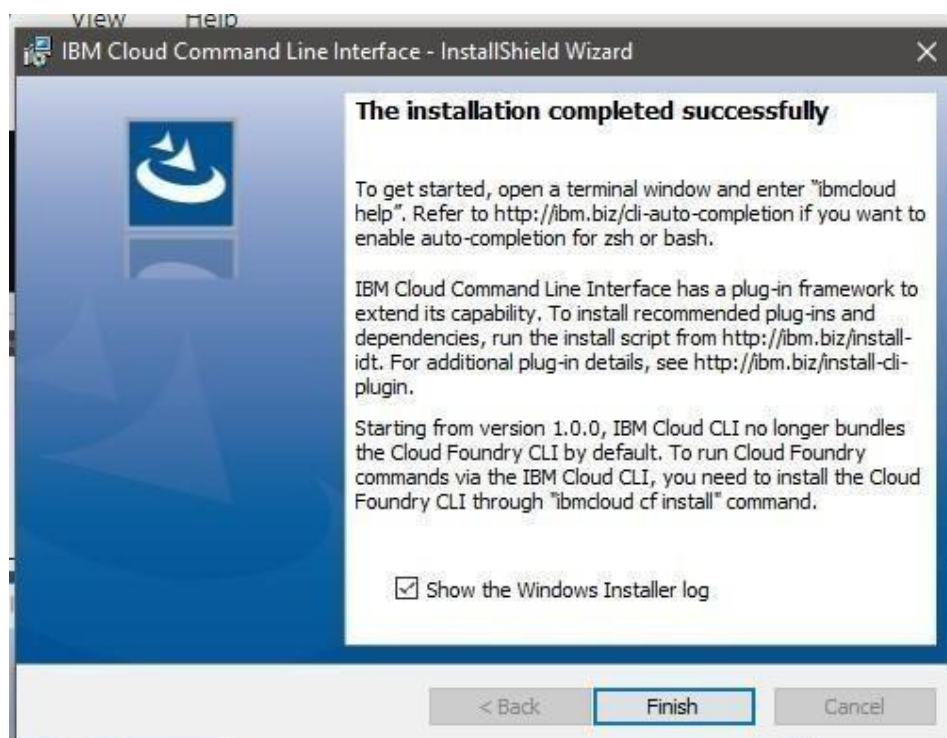 View Help
IBM Cloud Command Line Interface - InstallShield Wizard
The installation completed successfully
To get started, open a terminal window and enter "ibmcloud
help". Refer to http://ibm.biz/cli-auto-completion if you want to
enable auto-completion for zsh or bash.
IBM Cloud Command Line Interface has a plug-in framework to
extend its capability. To install recommended plug-ins and
dependencies, run the install script from http://ibm.biz/install-
idt. For additional plug-in details, see http://ibm.biz/install-cli-
plugin.
Starting from version 1.0.0, IBM Cloud CLI no longer bundles
the Cloud Foundry CLI by default. To run Cloud Foundry
commands via the IBM Cloud CLI, you need to install the Cloud
Foundry CLI through "ibmcloud cf install" command.
Show the Windows Installer log
< Back Finish Cancel